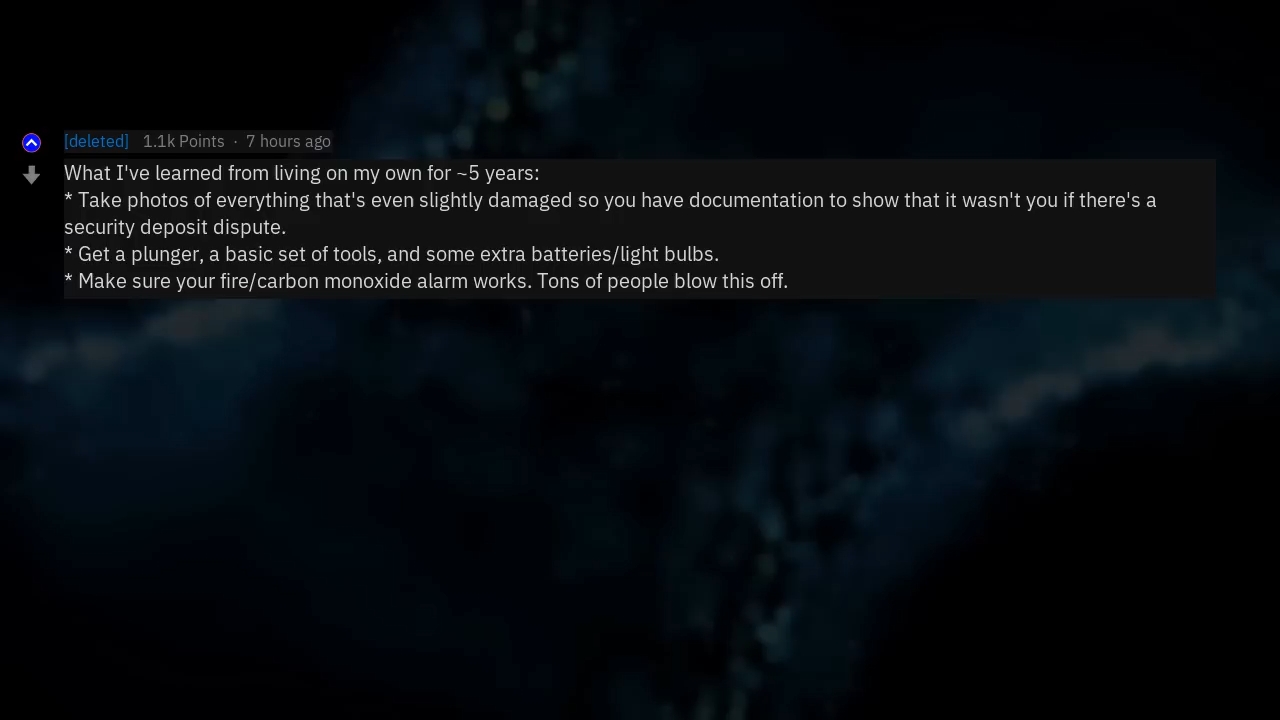 [deleted] 1.1k Points · 7 hours ago
What I've learned from living on my own for ~5 years:
* Take photos of everything that's even slightly damaged so you have documentation to show that it wasn't you if there's a
security deposit dispute.
* Get a plunger, a basic set of tools, and some extra batteries/light bulbs.
* Make sure your fire/carbon monoxide alarm works. Tons of people blow this off.